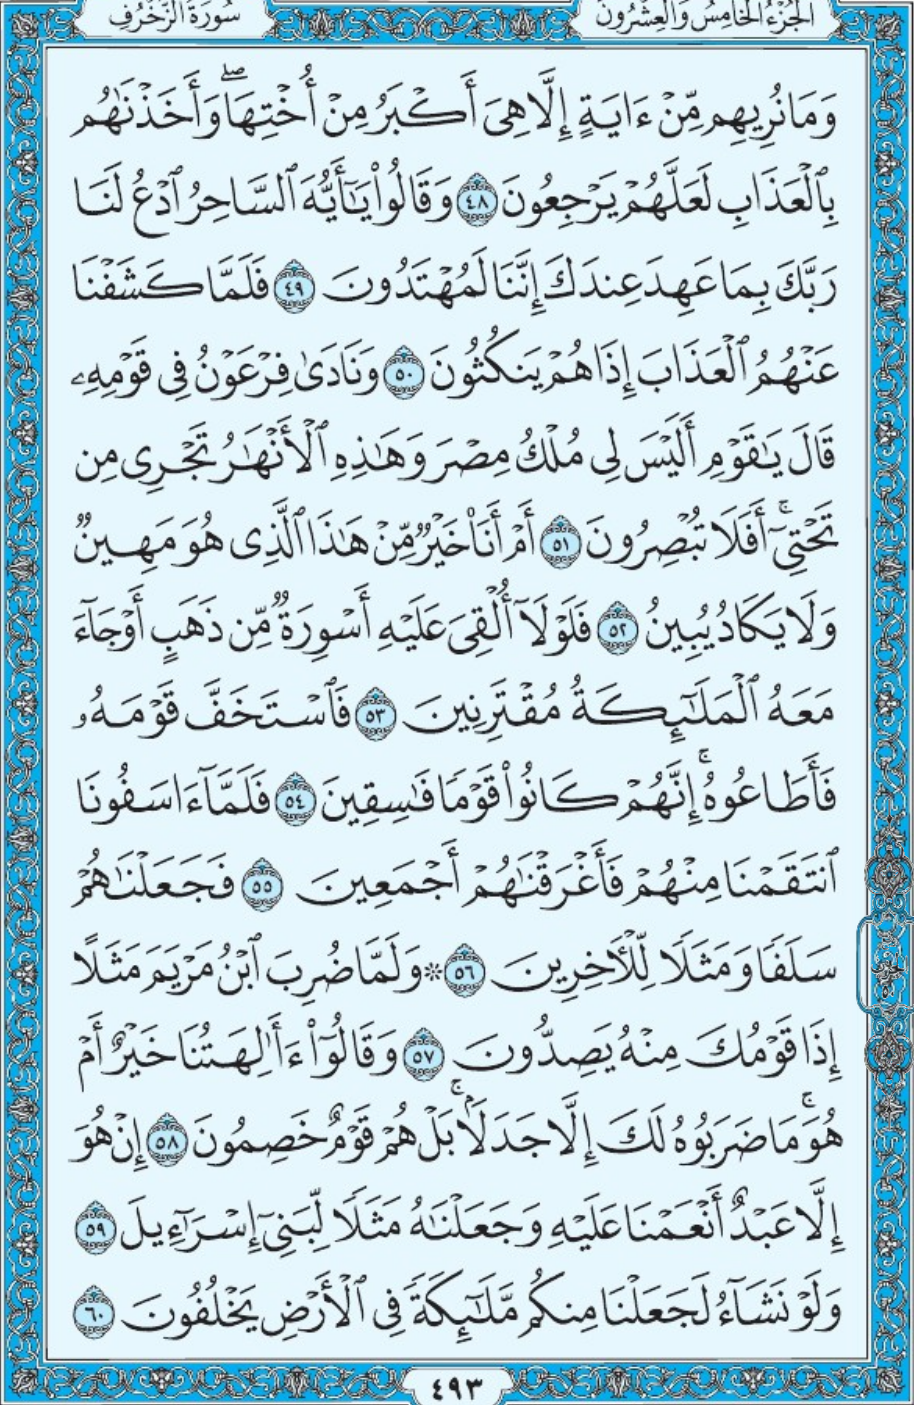 الجُزْءُ الخَامِسُ وَالعِشْرُونَ سُورَةُ الزُّخْرُفِ
وَمَا نُرِيهِم مِّنْ ءَايَةٍ إِلَّا هِىَ أَكْبَرُ مِنْ أُخْتِهَا ۖ وَأَخَذْنَٰهُم
بِٱلْعَذَابِ لَعَلَّهُمْ يَرْجِعُونَ ٤٨ وَقَالُوا۟ يَٰٓأَيُّهَ ٱلسَّاحِرُ ٱدْعُ لَنَا
رَبَّكَ بِمَا عَهِدَ عِندَكَ إِنَّنَا لَمُهْتَدُونَ ٤٩ فَلَمَّا كَشَفْنَا
عَنْهُمُ ٱلْعَذَابَ إِذَا هُمْ يَنكُثُونَ ٥٠ وَنَادَىٰ فِرْعَوْنُ فِى قَوْمِهِۦ
قَالَ يَٰقَوْمِ أَلَيْسَ لِى مُلْكُ مِصْرَ وَهَٰذِهِ ٱلْأَنْهَٰرُ تَجْرِى مِن
تَحْتِىٓ ۚ أَفَلَا تُبْصِرُونَ ٥١ أَمْ أَنَا۠ خَيْرٌ مِّنْ هَٰذَا ٱلَّذِى هُوَ مَهِينٌ
وَلَا يَكَادُ يُبِينُ ٥٢ فَلَوْلَآ أُلْقِىَ عَلَيْهِ أَسْوِرَةٌ مِّن ذَهَبٍ أَوْ جَآءَ
مَعَهُ ٱلْمَلَٰٓئِكَةُ مُقْتَرِنِينَ ٥٣ فَٱسْتَخَفَّ قَوْمَهُۥ
فَأَطَاعُوهُ ۚ إِنَّهُمْ كَانُوا۟ قَوْمًا فَٰسِقِينَ ٥٤ فَلَمَّآ ءَاسَفُونَا
ٱنتَقَمْنَا مِنْهُمْ فَأَغْرَقْنَٰهُمْ أَجْمَعِينَ ٥٥ فَجَعَلْنَٰهُمْ
سَلَفًا وَمَثَلًا لِّلْءَاخِرِينَ ٥٦ ۞ وَلَمَّا ضُرِبَ ٱبْنُ مَرْيَمَ مَثَلًا
إِذَا قَوْمُكَ مِنْهُ يَصِدُّونَ ٥٧ وَقَالُوٓا۟ ءَأَٰلِهَتُنَا خَيْرٌ أَمْ
هُوَ ۚ مَا ضَرَبُوهُ لَكَ إِلَّا جَدَلًۢا ۚ بَلْ هُمْ قَوْمٌ خَصِمُونَ ٥٨ إِنْ هُوَ
إِلَّا عَبْدٌ أَنْعَمْنَا عَلَيْهِ وَجَعَلْنَٰهُ مَثَلًا لِّبَنِىٓ إِسْرَٰٓءِيلَ ٥٩
وَلَوْ نَشَآءُ لَجَعَلْنَا مِنكُم مَّلَٰٓئِكَةً فِى ٱلْأَرْضِ يَخْلُفُونَ ٦٠
٤٩٣